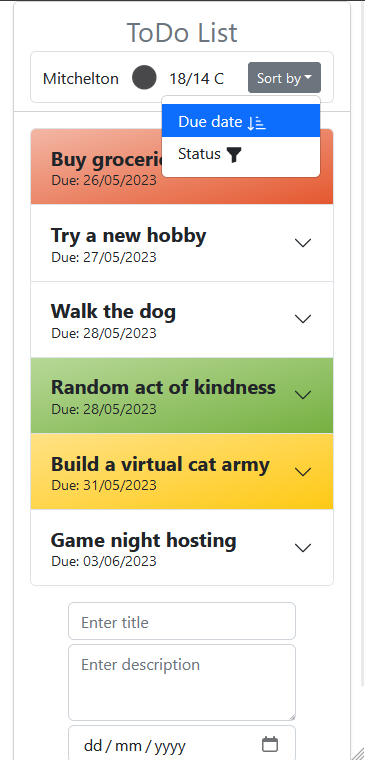 ToDo List
Mitchelton 18/14 C Sort by
Due date
Status
Buy groceri
Due: 26/05/2023
Try a new hobby
Due: 27/05/2023
Walk the dog
Due: 28/05/2023
Random act of kindness
Due: 28/05/2023
Build a virtual cat army
Due: 31/05/2023
Game night hosting
Due: 03/06/2023
Enter title
Enter description
dd / mm / yyyy